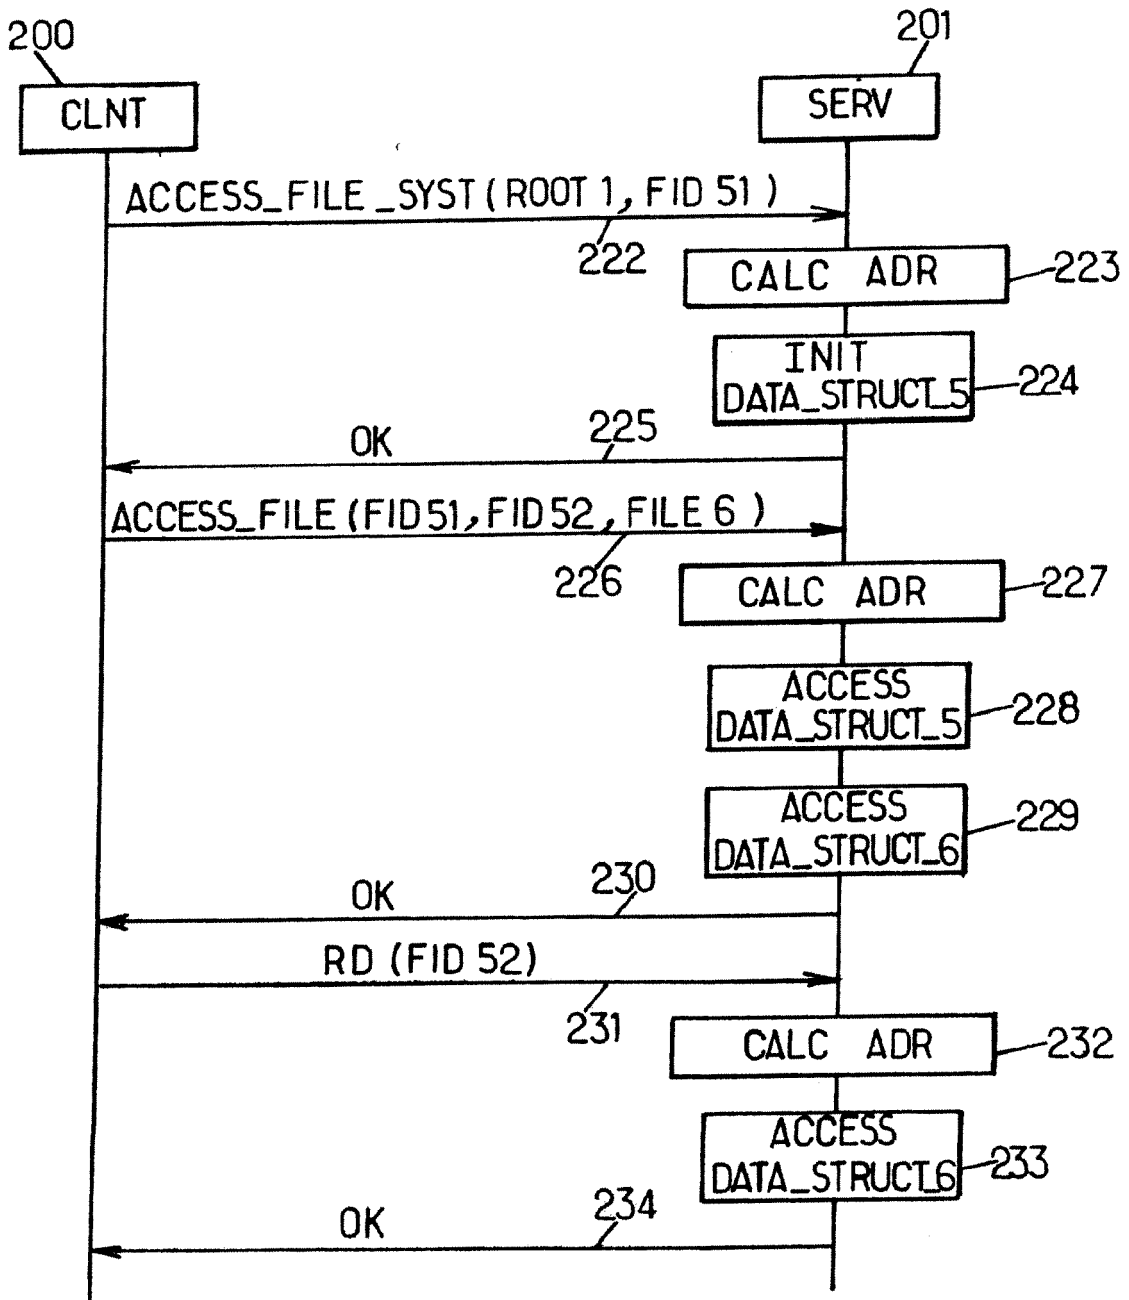 200
201
CLNT
SERV
ACCESS_FILE_SYST (ROOT 1, FID 51)
222
CALC ADR
223
INIT
DATA_STRUCT_5
224
OK
225
ACCESS_FILE (FID 51, FID 52, FILE 6)
226
CALC ADR
227
ACCESS
DATA_STRUCT_5
228
ACCESS
DATA_STRUCT_6
229
OK
230
RD (FID 52)
231
CALC ADR
232
ACCESS
DATA_STRUCT_6
233
OK
234